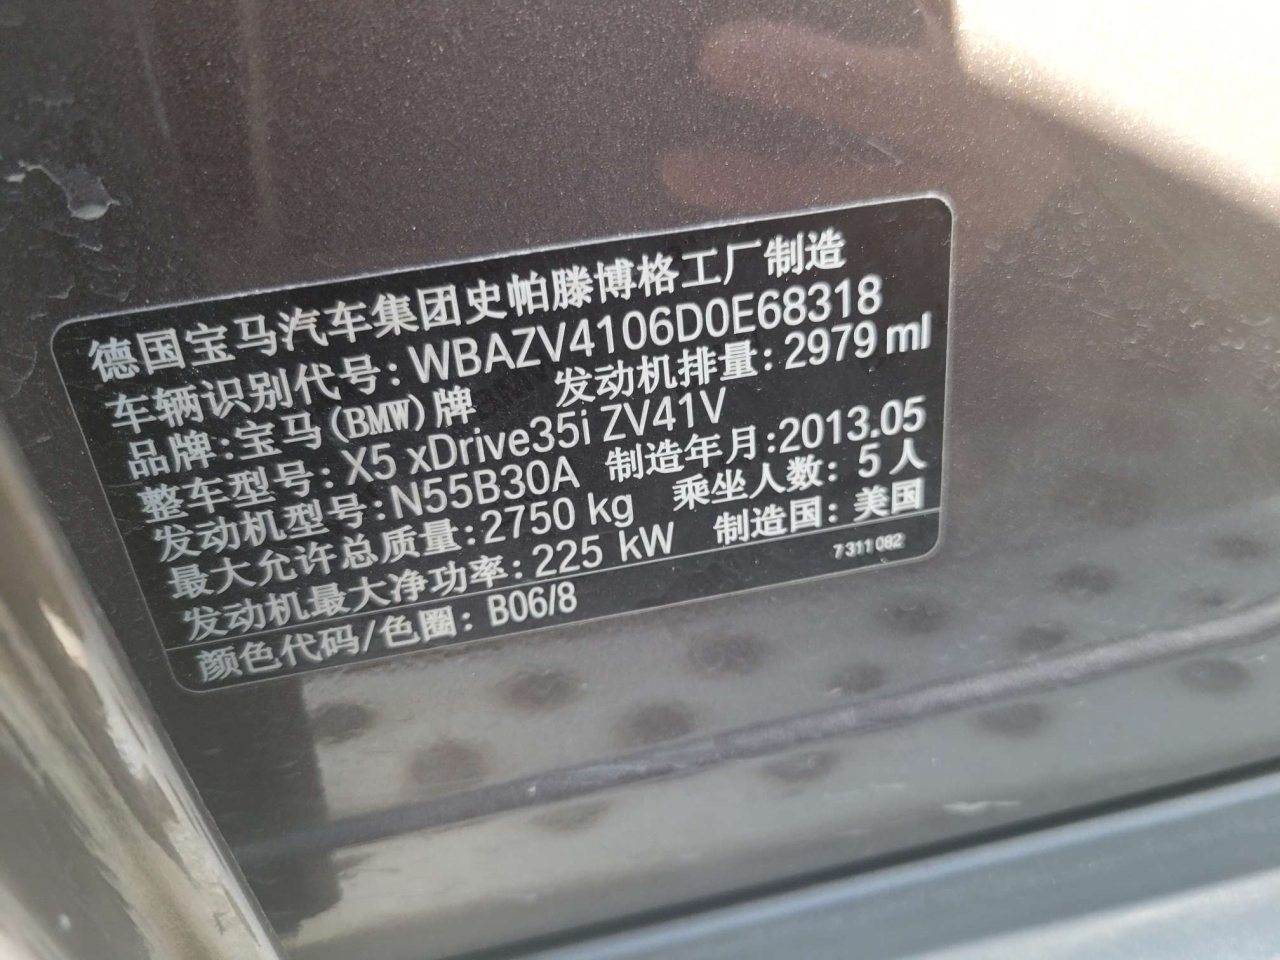 德国宝马汽车集团史帕滕博格工厂制造
车辆识别代号: WBAZV4106D0E68318
品牌:宝马(BMW)牌 发动机排量: 2979 ml
整车型号: X5 xDrive35i ZV41V
发动机型号: N55B30A 制造年月:2013.05
最大允许总质量:2750 kg 乘坐人数: 5 人
发动机最大净功率: 225 kW 制造国: 美国
颜色代码/色圈: B06/8
7 311 082